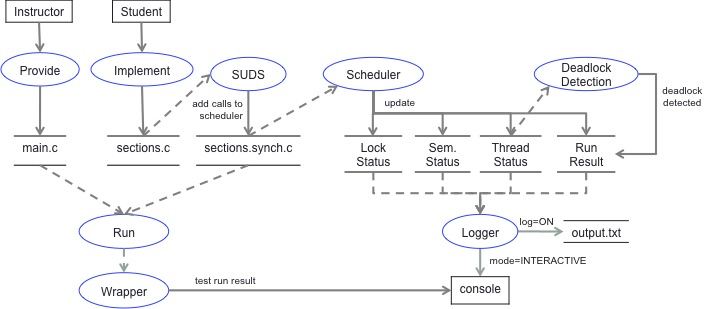 Instructor
Student
Provide
Implement
SUDS
Scheduler
Deadlock
Detection
add calls to
scheduler
update
deadlock
detected
main.c
sections.c
sections.synch.c
Lock
Status
Sem.
Status
Thread
Status
Run
Result
Run
Logger
log=ON
output.txt
mode=INTERACTIVE
Wrapper
test run result
console